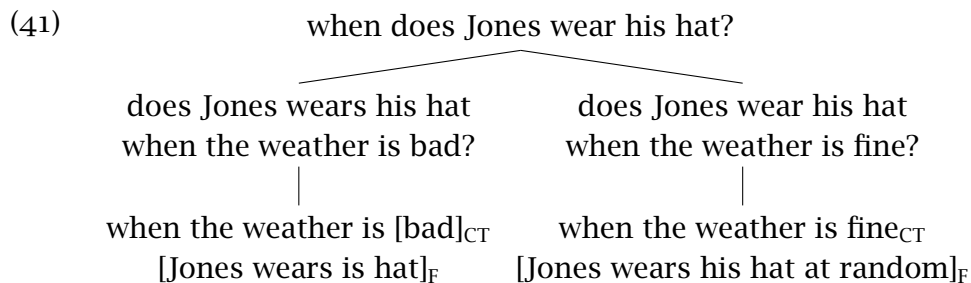 (41) when does Jones wear his hat?
does Jones wears his hat does Jones wear his hat
when the weather is bad? when the weather is fine?
when the weather is [bad]CT when the weather is fineCT
[Jones wears is hat]F [Jones wears his hat at random]F